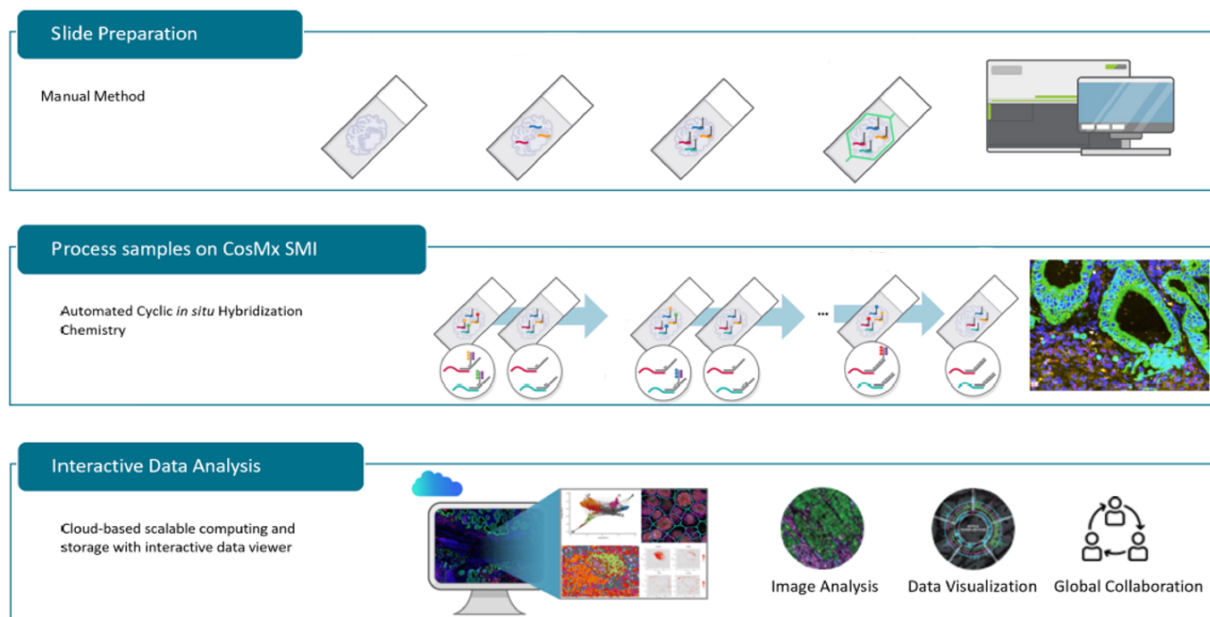 Slide Preparation
Manual Method
Process samples on CosMx SMI
Automated Cyclic in situ Hybridization
Chemistry
...
Interactive Data Analysis
Cloud-based scalable computing and
storage with interactive data viewer
Image Analysis
Data Visualization
Global Collaboration